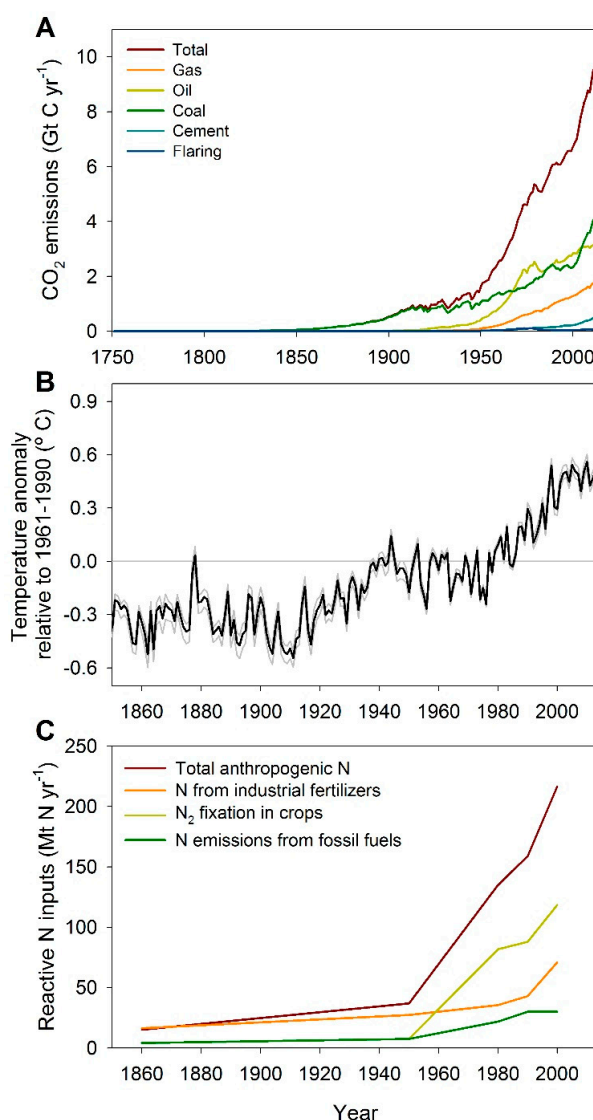 A
CO2 emissions (Gt C yr-1)
10
8
6
4
2
0
Total
Gas
Oil
Coal
Cement
Flaring
1750 1800 1850 1900 1950 2000
B
Temperature anomaly
relative to 1961-1990 (º C)
0.9
0.6
0.3
0.0
-0.3
-0.6
1860 1880 1900 1920 1940 1960 1980 2000
C
Reactive N inputs (Mt N yr-1)
250
200
150
100
50
0
Total anthropogenic N
N from industrial fertilizers
N2 fixation in crops
N emissions from fossil fuels
1860 1880 1900 1920 1940 1960 1980 2000
Year